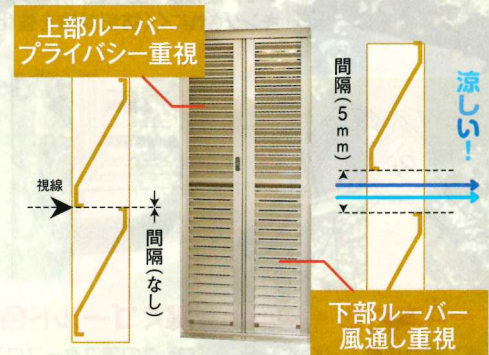 上部ルーバー
プライバシー重視
視線
間隔(なし)
間隔(5mm)
涼しい!
下部ルーバー
風通し重視